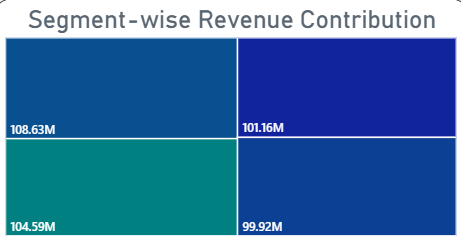 Segment-wise Revenue Contribution
108.63M
101.16M
104.59M
99.92M